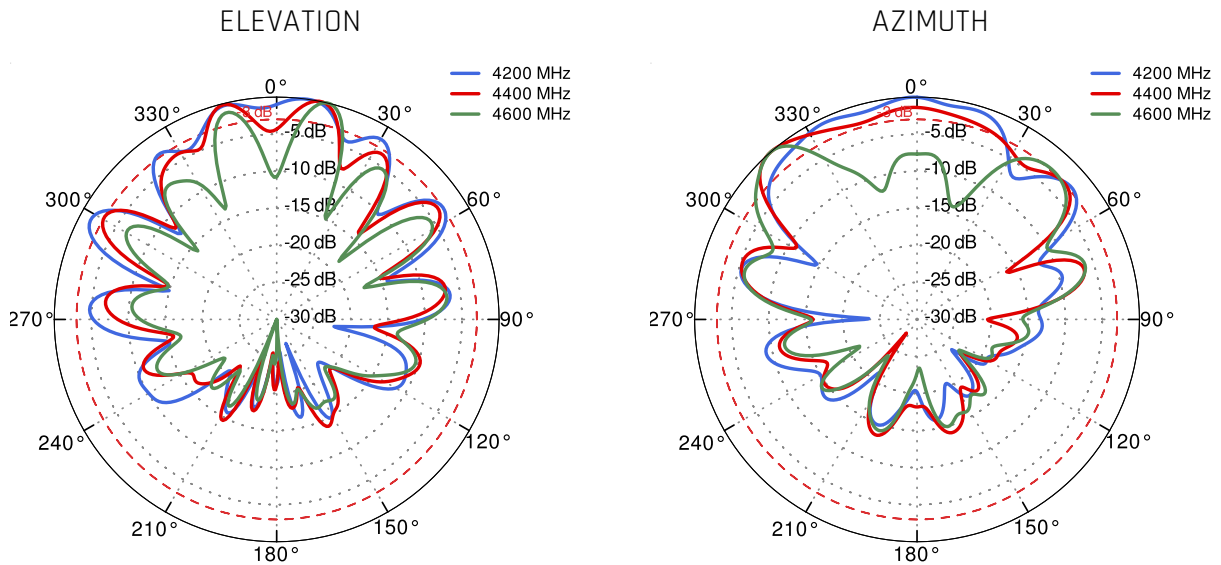 ELEVATION
4200 MHz
4400 MHz
4600 MHz
0°
30°
60°
90°
120°
150°
180°
210°
240°
270°
300°
330°
-3 dB
-5 dB
-10 dB
-15 dB
-20 dB
-25 dB
-30 dB
AZIMUTH
4200 MHz
4400 MHz
4600 MHz
0°
30°
60°
90°
120°
150°
180°
210°
240°
270°
300°
330°
-3 dB
-5 dB
-10 dB
-15 dB
-20 dB
-25 dB
-30 dB